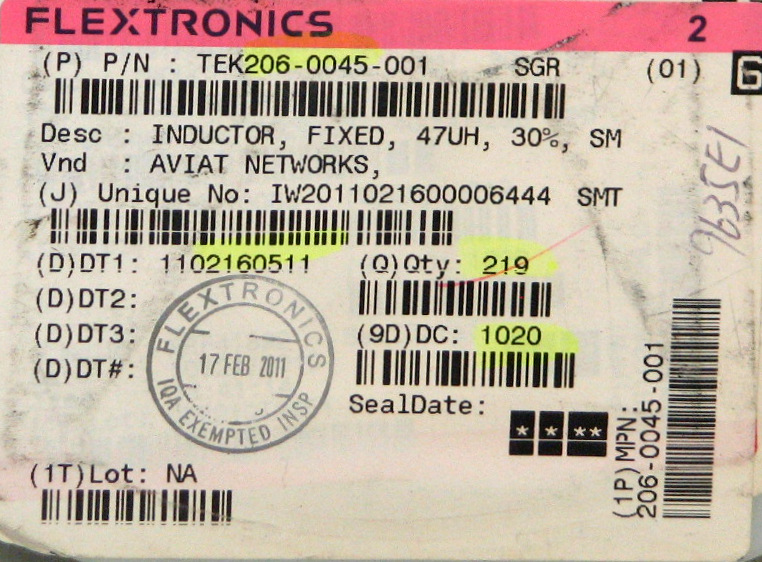 FLEXTRONICS 2
(P) P/N : TEK206-0045-001 SGR (01) 6
Desc : INDUCTOR, FIXED, 47UH, 30%, SM
Vnd : AVIAT NETWORKS,
(J) Unique No: IW2011021600006444 SMT
9635E1
(D)DT1: 1102160511 (Q)Qty: 219
(D)DT2:
(D)DT3: (9D)DC: 1020
(D)DT#:
FLEXTRONICS
17 FEB 2011
IQA EXEMPTED INSP
SealDate:
* * **
(1P)MPN:
206-0045-001
(1T)Lot: NA